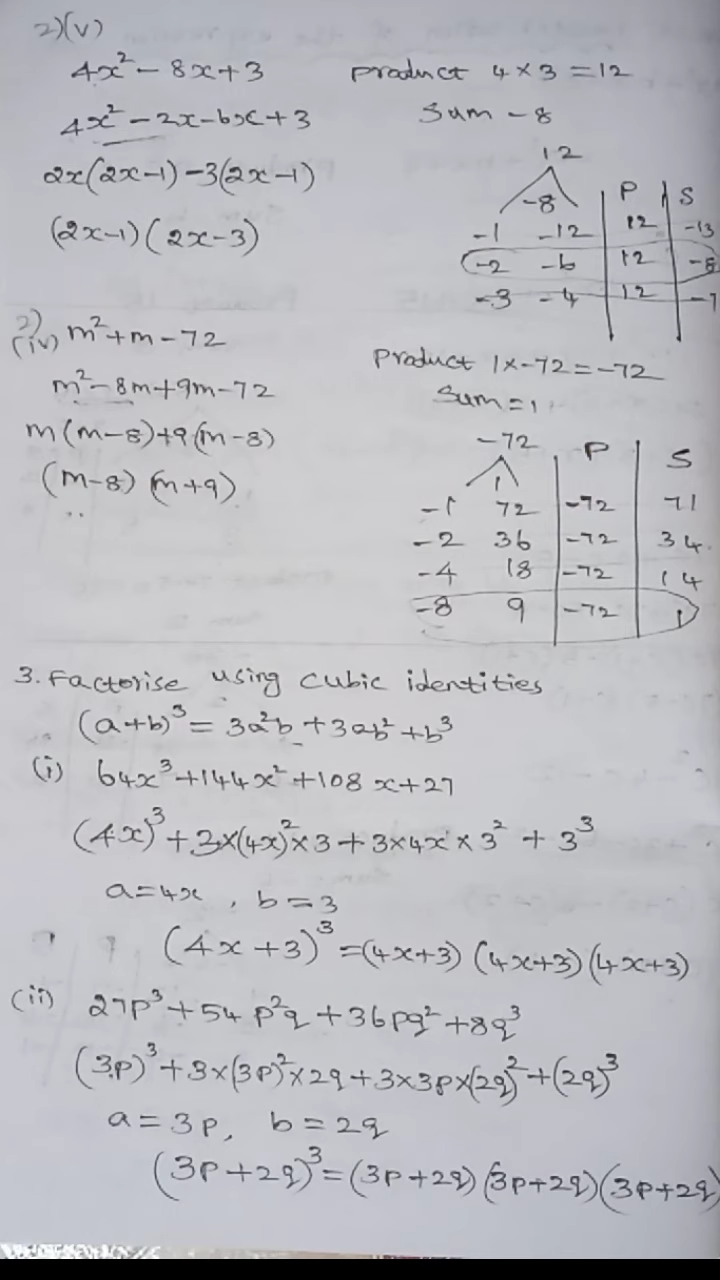 2)(v)
4x² - 8x + 3 product 4 × 3 = 12
4x² - 2x - 6x + 3 Sum - 8
2x(2x-1) - 3(2x-1) 12
(2x-1) (2x-3) -8 P S
-1 -12 12 -13
-2 -6 12 -8
-3 -4 12 -7
2)
(iv) m² + m - 72
Product 1 x -72 = -72
m² - 8m + 9m - 72 Sum = 1
m(m-8) + 9(m-8) -72 P S
(m-8) (m+9) 1
-1 72 -72 71
-2 36 -72 34
-4 18 -72 14
-8 9 -72 1
3. Factorise using cubic identities
(a+b)³ = 3a²b + 3ab² + b³
(i) 64x³ + 144x² + 108x + 27
(4x)³ + 3×(4x)² × 3 + 3×4x × 3² + 3³
a = 4x , b = 3
(4x + 3)³ = (4x+3) (4x+3) (4x+3)
(ii) 27p³ + 54p²q + 36pq² + 8q³
(3p)³ + 3×(3p)² × 2q + 3×3p×(2q)² + (2q)³
a = 3p, b = 2q
(3p + 2q)³ = (3p + 2q) (3p + 2q) (3p + 2q)